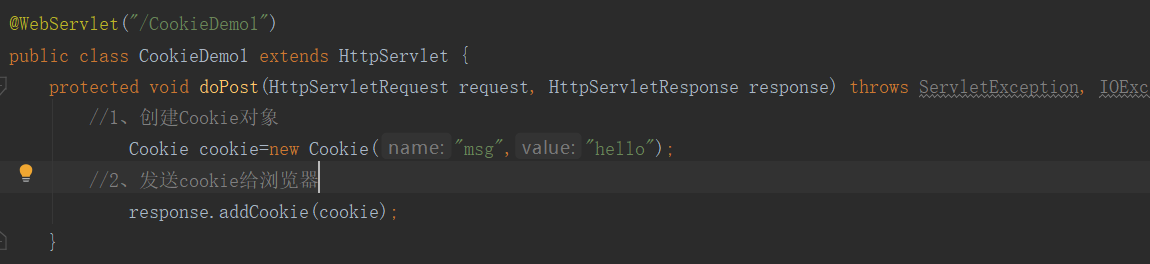 @WebServlet("/CookieDemo1")
public class CookieDemo1 extends HttpServlet {
protected void doPost(HttpServletRequest request, HttpServletResponse response) throws ServletException, IOExc
//1、创建Cookie对象
Cookie cookie=new Cookie( name: "msg", value: "hello");
//2、发送cookie给浏览器
response.addCookie(cookie);
}